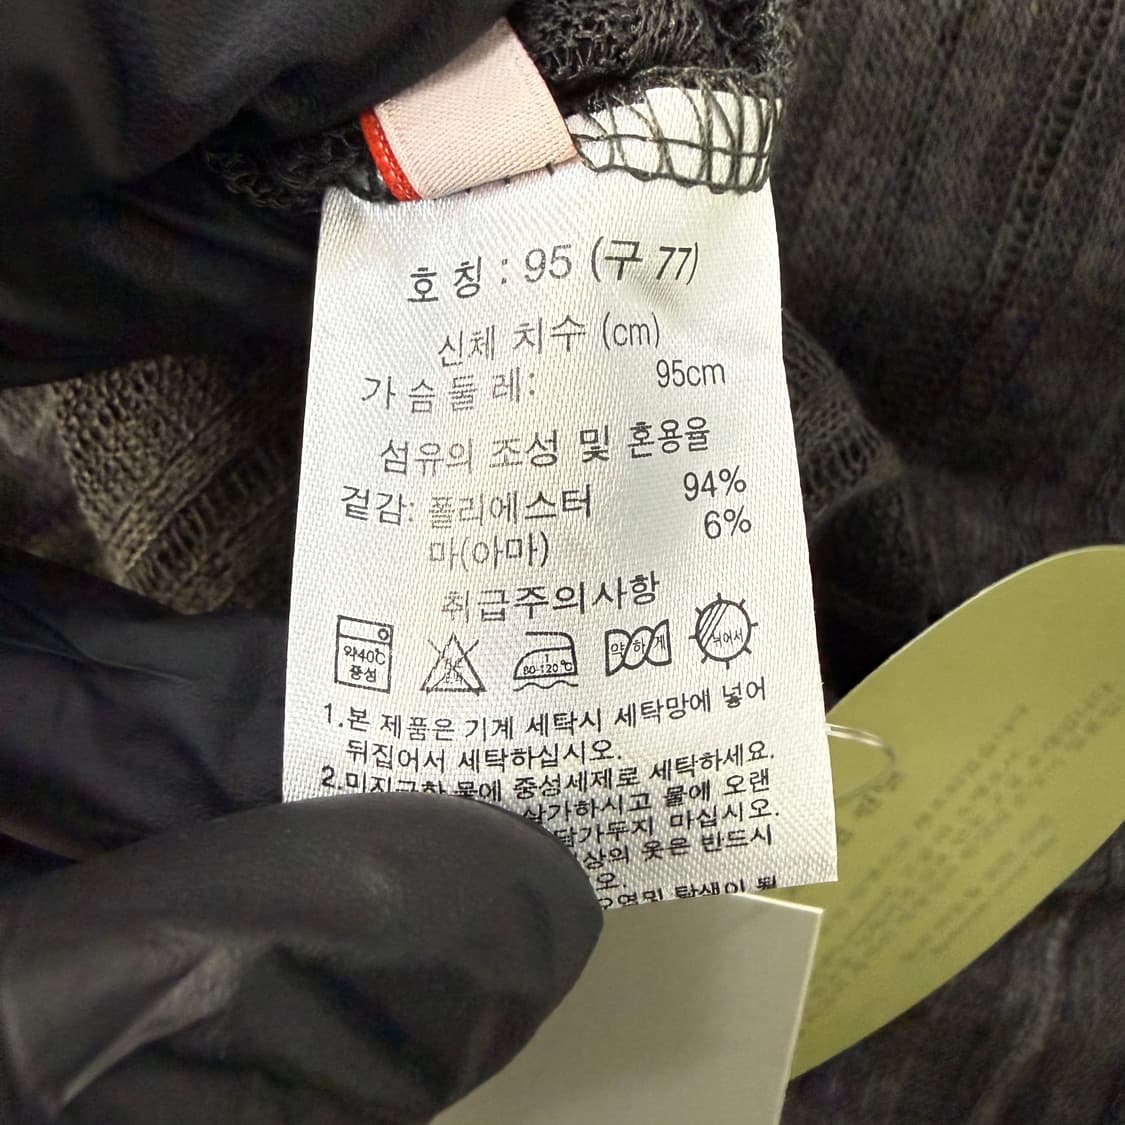 호 칭 : 95 (구 77)
신체 치수 (cm)
가 슴 둘 레: 95cm
섬유의 조성 및 혼용율
겉감: 폴리에스터 94%
마(아마) 6%
취급주의사항
약40℃
중성
80-120℃
약하게
뉘어서
1.본 제품은 기계 세탁시 세탁망에 넣어
뒤집어서 세탁하십시오.
2.미지근한 물에 중성세제로 세탁하세요.
삼가하시고 물에 오랜
담가두지 마십시오.
상의 옷은 반드시
오.